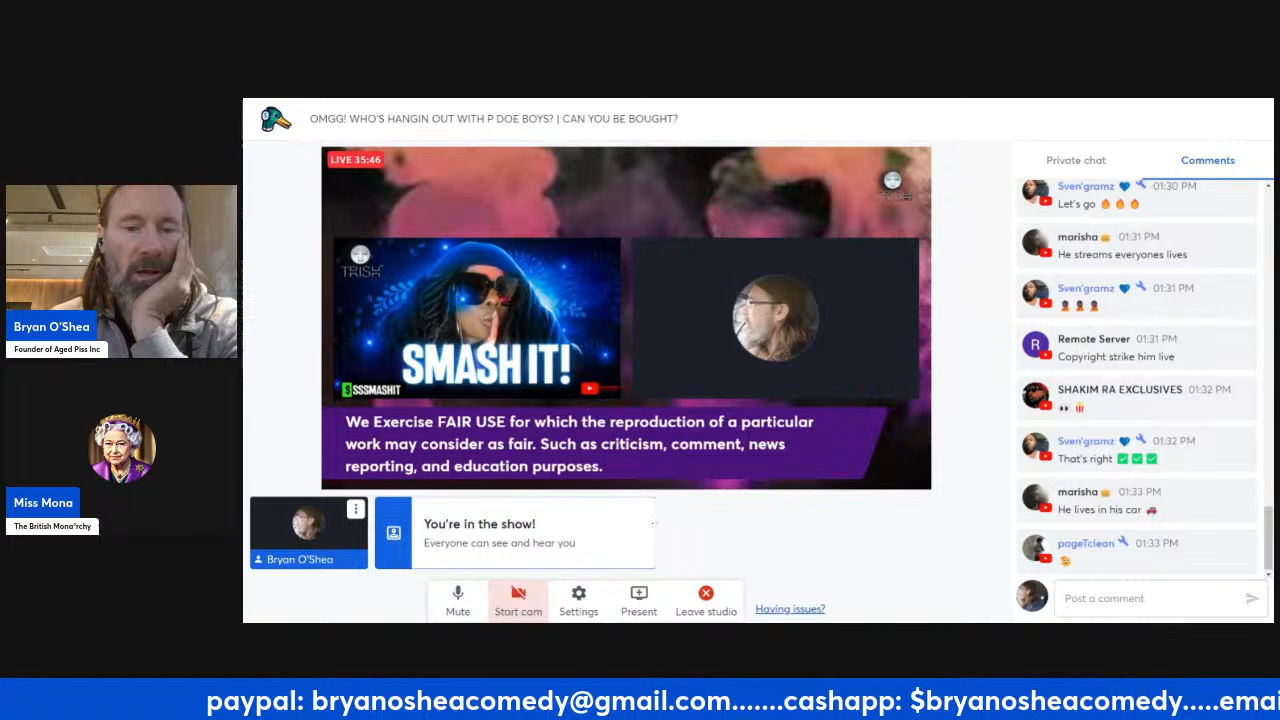 OMGG! WHO'S HANGIN OUT WITH P DOE BOYS? | CAN YOU BE BOUGHT?
LIVE 35:46
TRISH
TRISH
SMASH IT!
$SSSMASHIT
We Exercise FAIR USE for which the reproduction of a particular
work may consider as fair. Such as criticism, comment, news
reporting, and education purposes.
Bryan O'Shea
Founder of Aged Piss Inc
Miss Mona
The British Mona*rchy
You're in the show!
Everyone can see and hear you
Bryan O'Shea
Mute
Start cam
Settings
Present
Leave studio
Having issues?
Private chat
Comments
Sven'gramz 01:30 PM
Let's go
marisha 01:31 PM
He streams everyones lives
Sven'gramz 01:31 PM
R
Remote Server 01:31 PM
Copyright strike him live
SHAKIM RA EXCLUSIVES 01:32 PM
Sven'gramz 01:32 PM
That's right
marisha 01:33 PM
He lives in his car
pageTclean 01:33 PM
Post a comment
paypal: bryanosheacomedy@gmail.com.......cashapp: $bryanosheacomedy.....emai